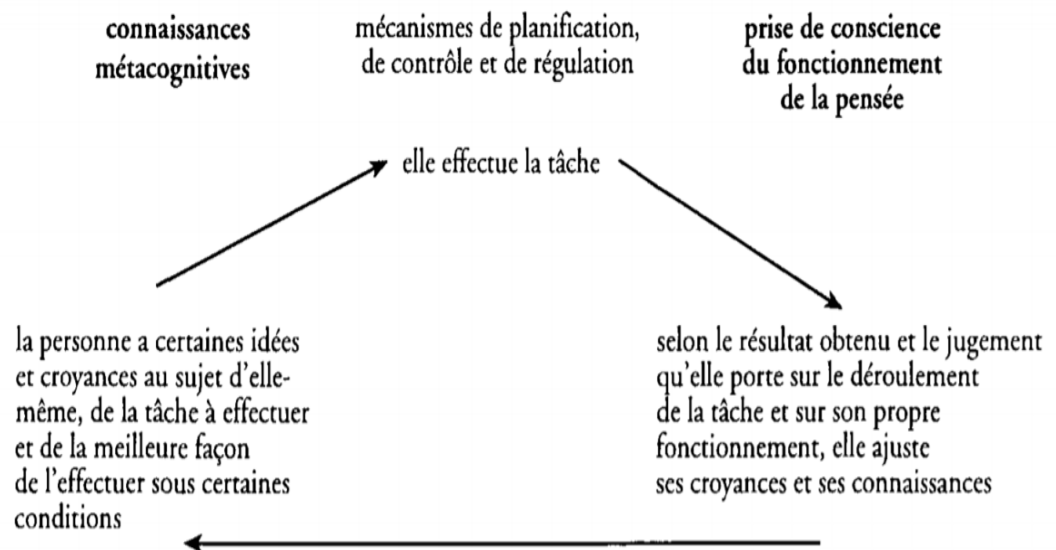 connaissances
métacognitives
mécanismes de planification,
de contrôle et de régulation
prise de conscience
du fonctionnement
de la pensée
elle effectue la tâche
la personne a certaines idées
et croyances au sujet d'elle-
même, de la tâche à effectuer
et de la meilleure façon
de l'effectuer sous certaines
conditions
selon le résultat obtenu et le jugement
qu'elle porte sur le déroulement
de la tâche et sur son propre
fonctionnement, elle ajuste
ses croyances et ses connaissances